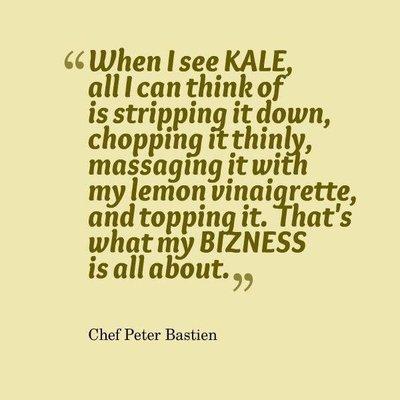 “When I see KALE,
all I can think of
is stripping it down,
chopping it thinly,
massaging it with
my lemon vinaigrette,
and topping it. That's
what my BIZNESS
is all about.”
Chef Peter Bastien